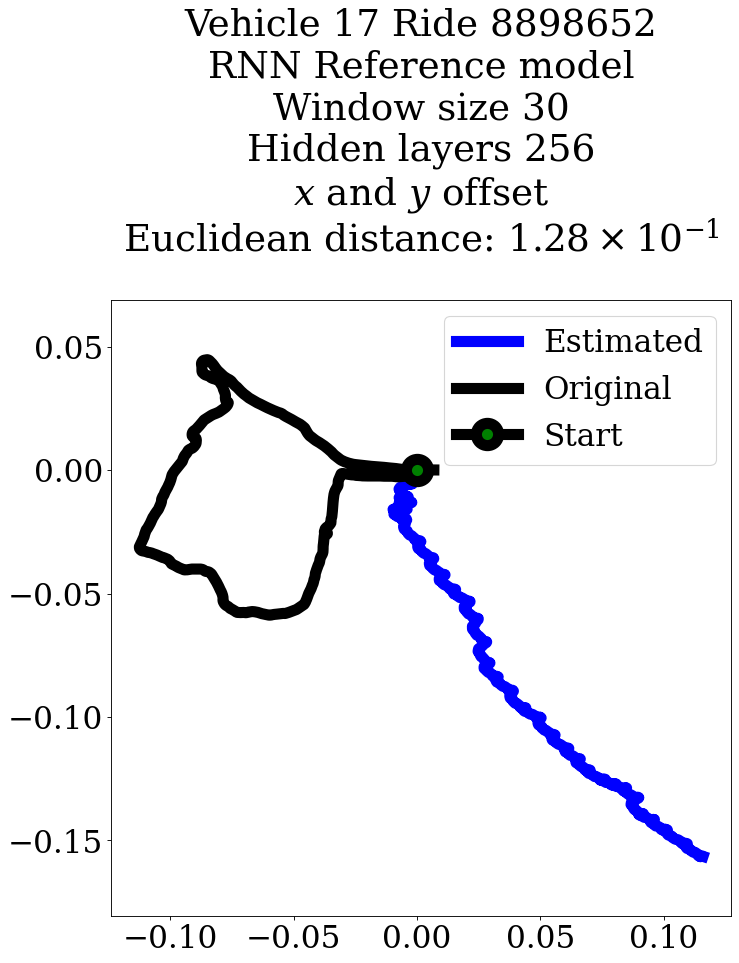 Vehicle 17 Ride 8898652
RNN Reference model
Window size 30
Hidden layers 256
x and y offset
Euclidean distance: 1.28 × 10⁻¹
Estimated
Original
Start
0.05
0.00
−0.05
−0.10
−0.15
−0.10 −0.05 0.00 0.05 0.10